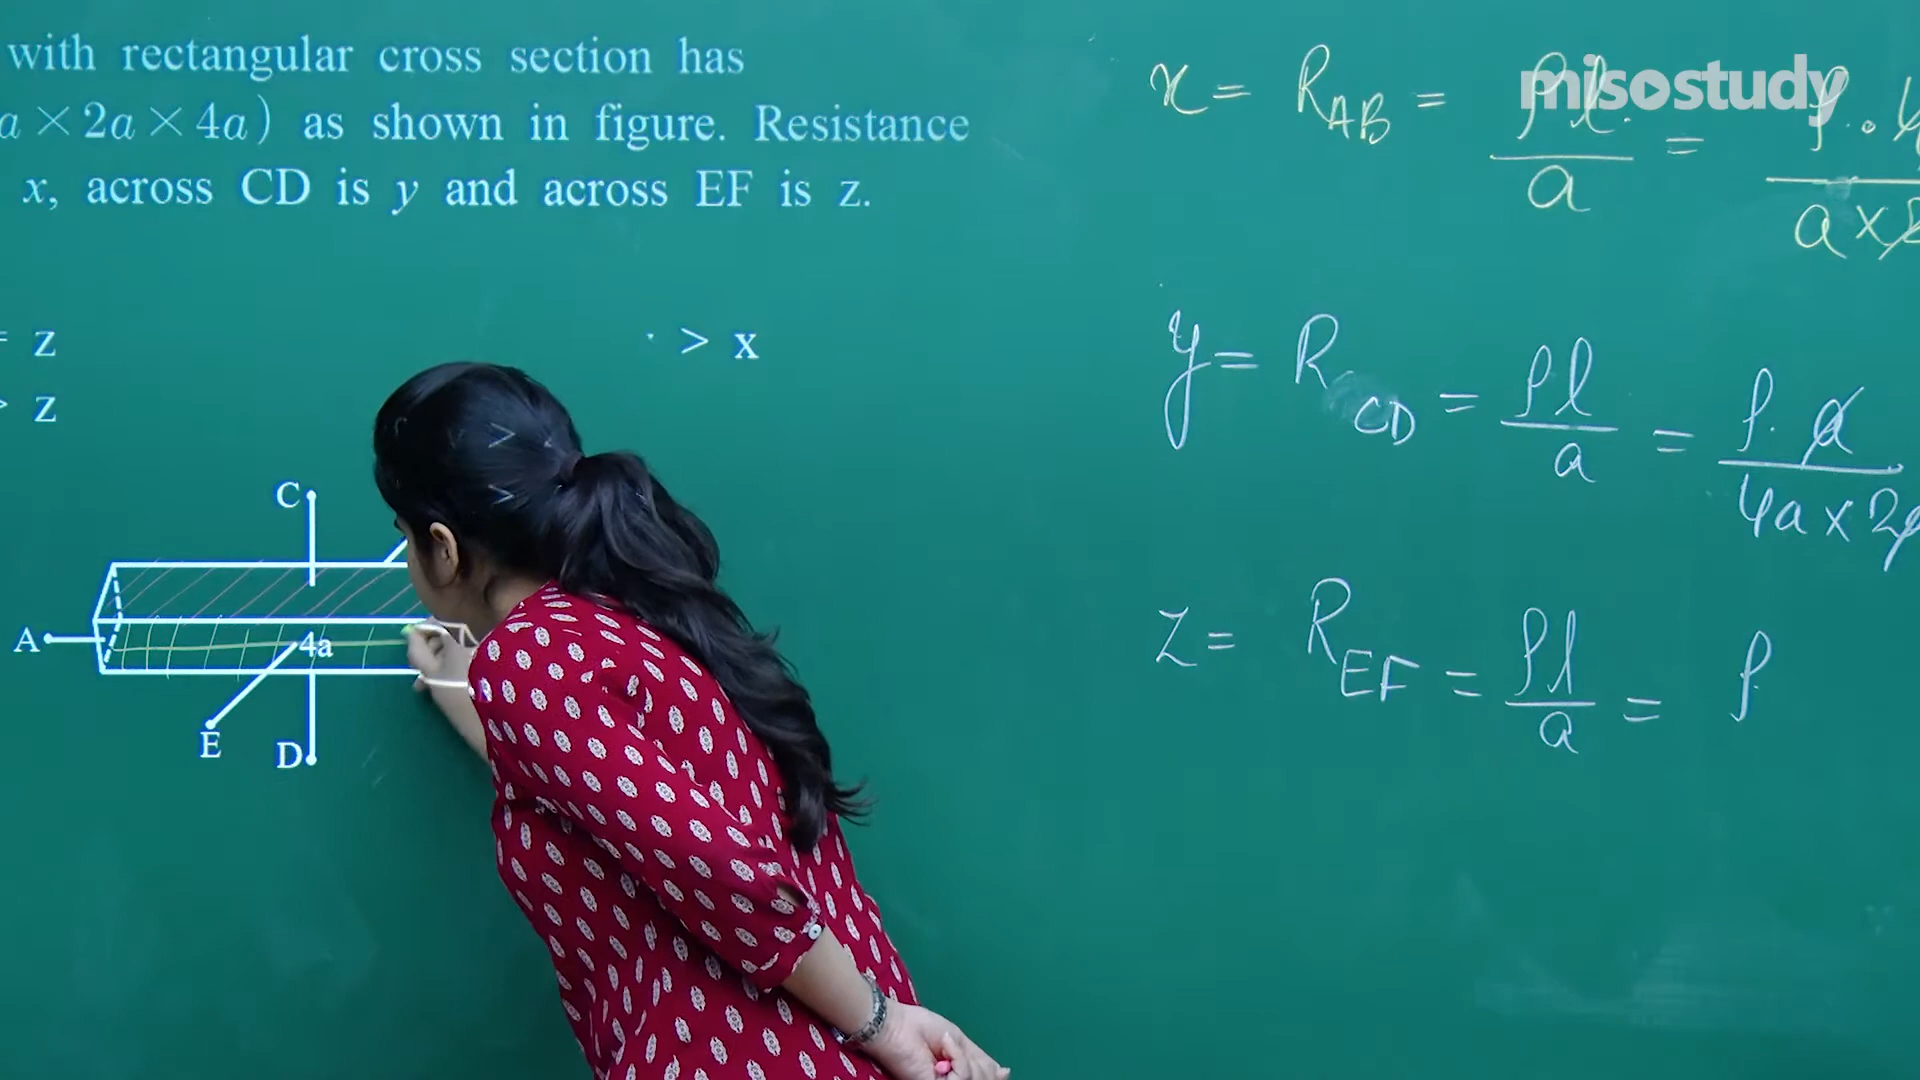 with rectangular cross section has
a × 2a × 4a) as shown in figure. Resistance
x, across CD is y and across EF is z.
= z
> x
> z
C
A
4a
E
D
misostudy
x = R_AB = ρl/a = ρ·4/a×2
y = R_CD = ρl/a = ρ·a/4a×2a
z = R_EF = ρl/a = ρ